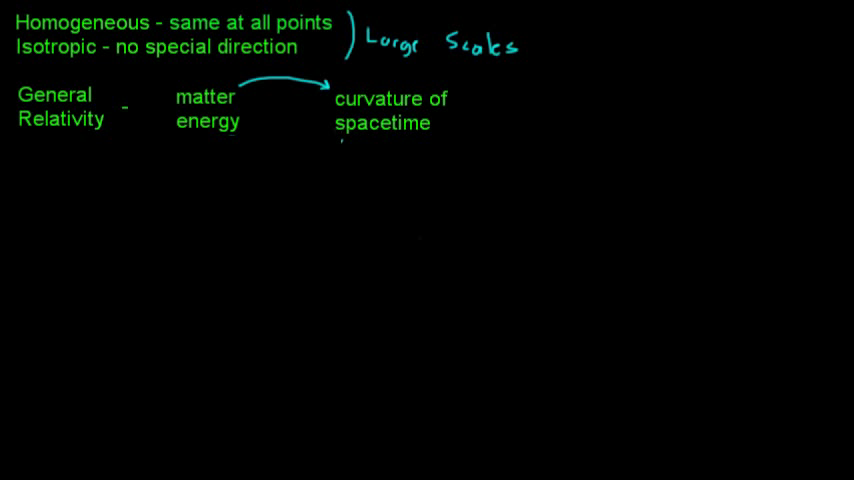 Homogeneous - same at all points
Isotropic - no special direction
) Large Scales
General Relativity - matter energy curvature of spacetime